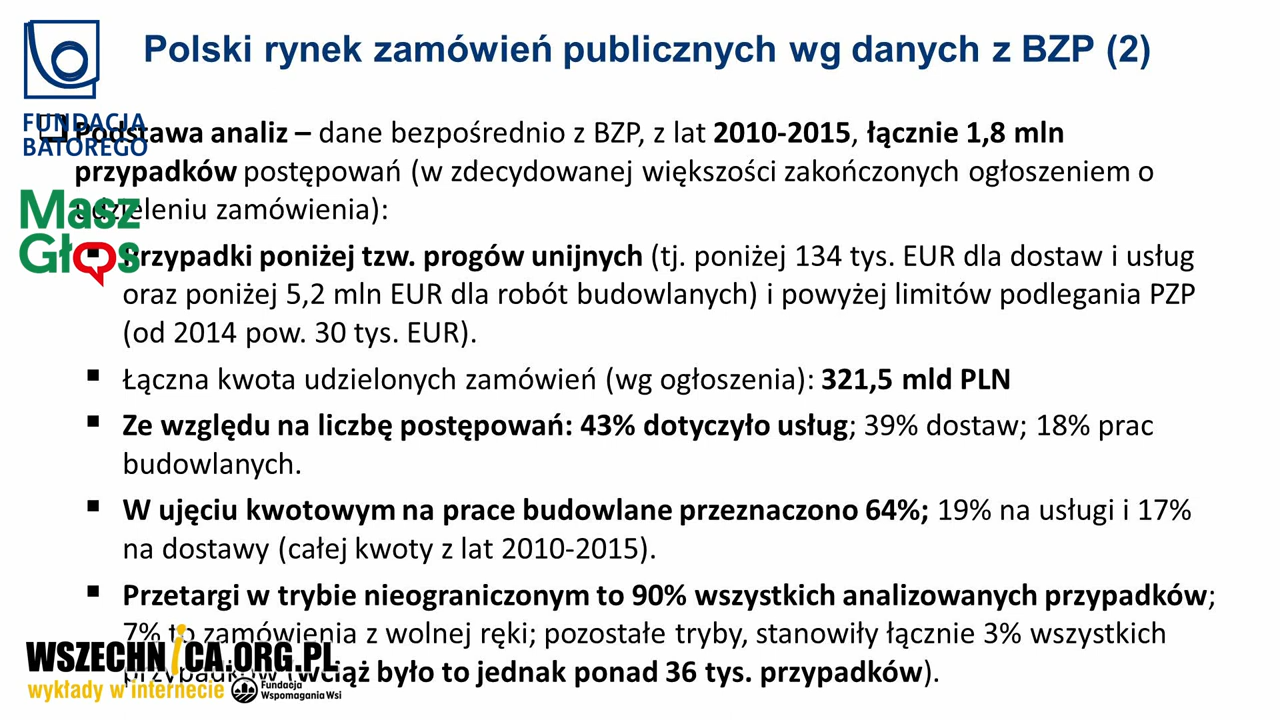 Polski rynek zamówień publicznych wg danych z BZP (2)
FUNDACJA
BATOREGO
Podstawa analiz – dane bezpośrednio z BZP, z lat 2010-2015, łącznie 1,8 mln
przypadków postępowań (w zdecydowanej większości zakończonych ogłoszeniem o
udzieleniu zamówienia):
Masz
Głos
Przypadki poniżej tzw. progów unijnych (tj. poniżej 134 tys. EUR dla dostaw i usług
oraz poniżej 5,2 mln EUR dla robót budowlanych) i powyżej limitów podlegania PZP
(od 2014 pow. 30 tys. EUR).
▪ Łączna kwota udzielonych zamówień (wg ogłoszenia): 321,5 mld PLN
▪ Ze względu na liczbę postępowań: 43% dotyczyło usług; 39% dostaw; 18% prac
budowlanych.
▪ W ujęciu kwotowym na prace budowlane przeznaczono 64%; 19% na usługi i 17%
na dostawy (całej kwoty z lat 2010-2015).
▪ Przetargi w trybie nieograniczonym to 90% wszystkich analizowanych przypadków;
7% to zamówienia z wolnej ręki; pozostałe tryby, stanowiły łącznie 3% wszystkich
przypadków (wciąż było to jednak ponad 36 tys. przypadków).
WSZECHNICA.ORG.PL
wykłady w internecie
Fundacja
Wspomagania Wsi